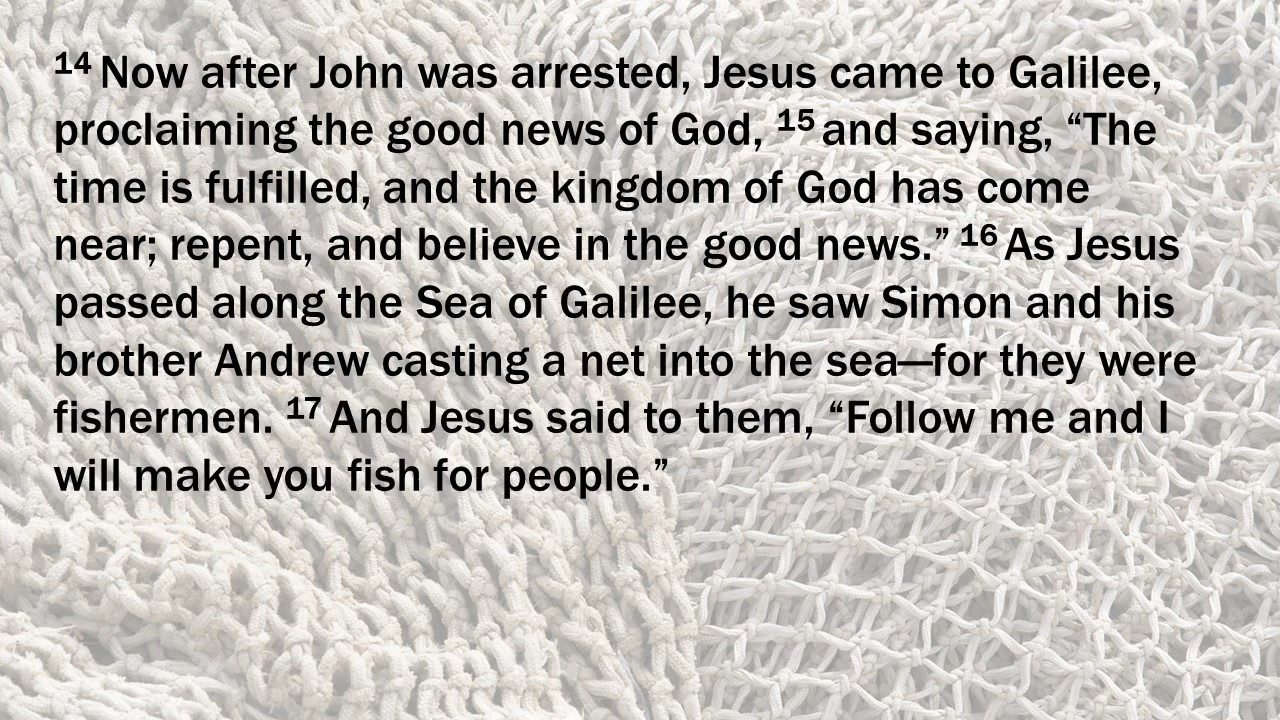 14 Now after John was arrested, Jesus came to Galilee,
proclaiming the good news of God, 15 and saying, “The
time is fulfilled, and the kingdom of God has come
near; repent, and believe in the good news.” 16 As Jesus
passed along the Sea of Galilee, he saw Simon and his
brother Andrew casting a net into the sea—for they were
fishermen. 17 And Jesus said to them, “Follow me and I
will make you fish for people.”